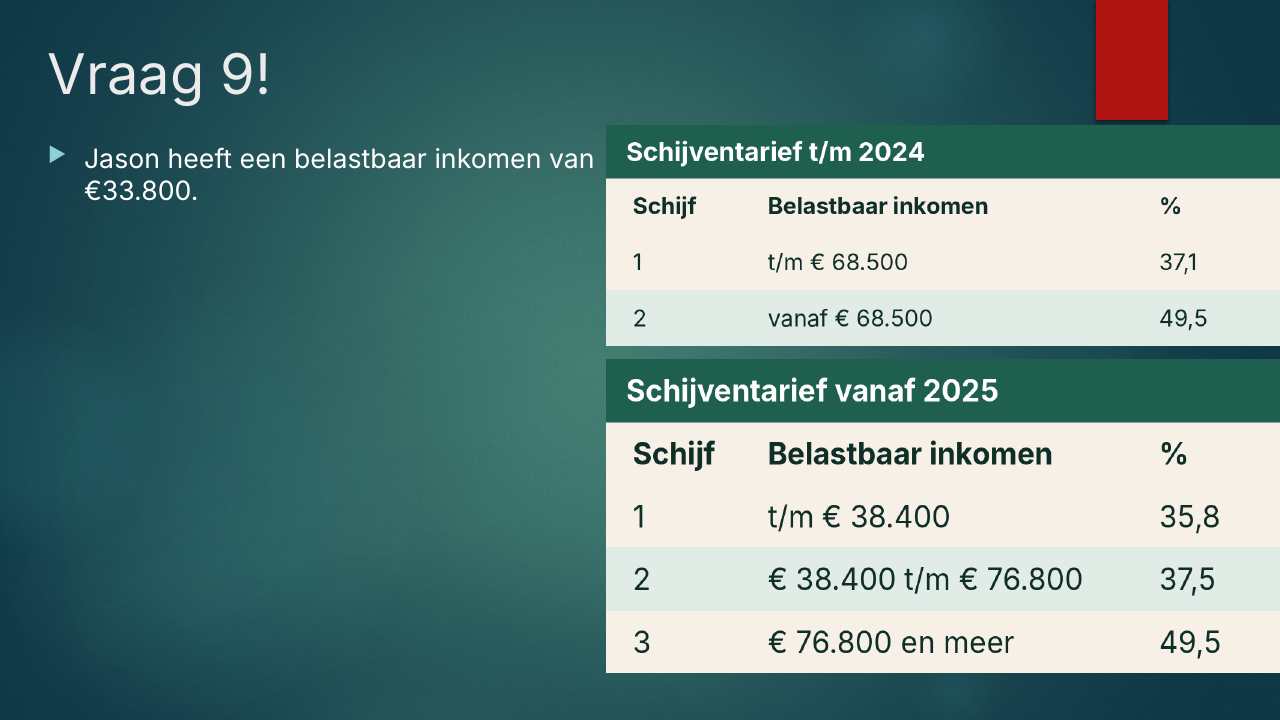 Vraag 9!
Jason heeft een belastbaar inkomen van
€33.800.
Schijventarief t/m 2024
Schijf Belastbaar inkomen %
1 t/m € 68.500 37,1
2 vanaf € 68.500 49,5
Schijventarief vanaf 2025
Schijf Belastbaar inkomen %
1 t/m € 38.400 35,8
2 € 38.400 t/m € 76.800 37,5
3 € 76.800 en meer 49,5